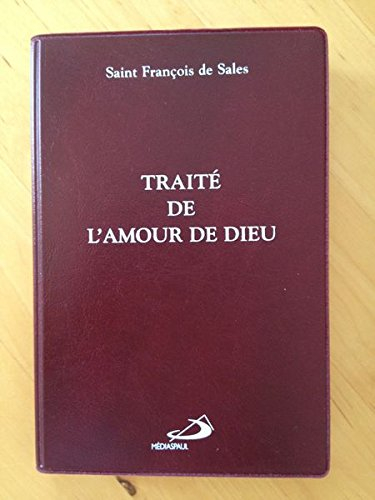 Saint François de Sales
TRAITÉ
DE
L'AMOUR DE DIEU
MÉDIASPAUL